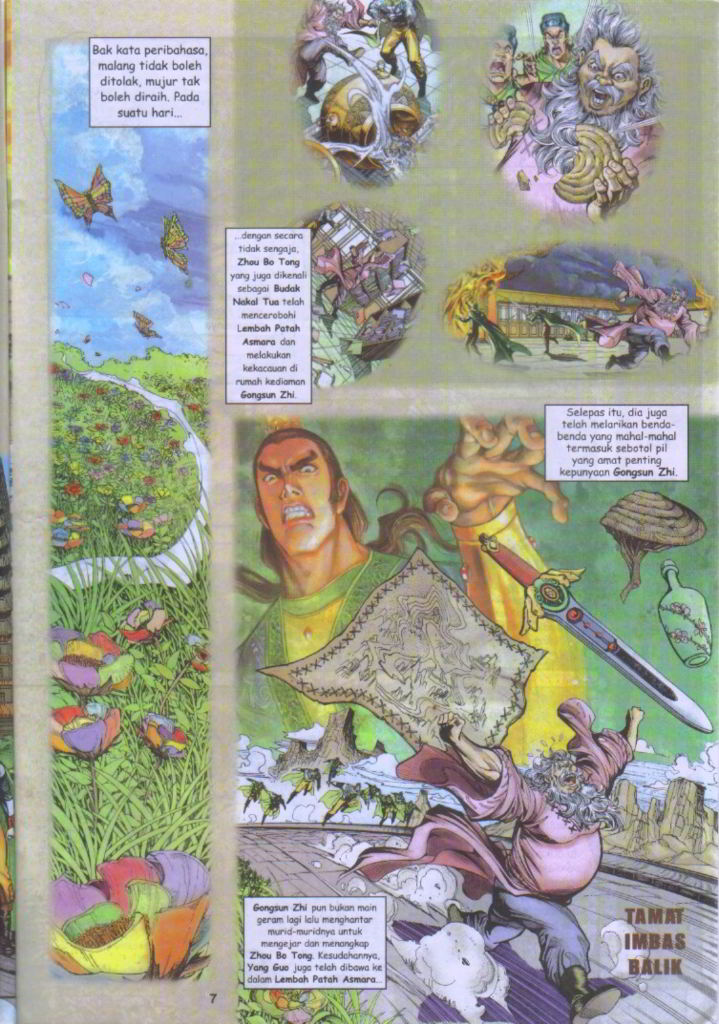 Bak kata peribahasa,
malang tidak boleh
ditolak, mujur tak
boleh diraih. Pada
suatu hari...
...dengan secara
tidak sengaja,
Zhou Bo Tong
yang juga dikenali
sebagai Budak
Nakal Tua telah
mencerobohi
Lembah Patah
Asmara dan
melakukan
kekacauan di
rumah kediaman
Gongsun Zhi.
Selepas itu, dia juga
telah melarikan benda-
benda yang mahal-mahal
termasuk sebotol pil
yang amat penting
kepunyaan Gongsun Zhi.
Gongsun Zhi pun bukan main
geram lagi lalu menghantar
murid-muridnya untuk
mengejar dan menangkap
Zhou Bo Tong. Kesudahannya,
Yang Guo juga telah dibawa ke
dalam Lembah Patah Asmara...
TAMAT
IMBAS
BALIK
7